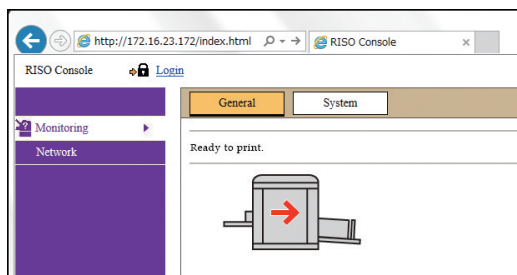 http://172.16.23.172/index.html
RISO Console
RISO Console
Login
General
System
Monitoring
Network
Ready to print.